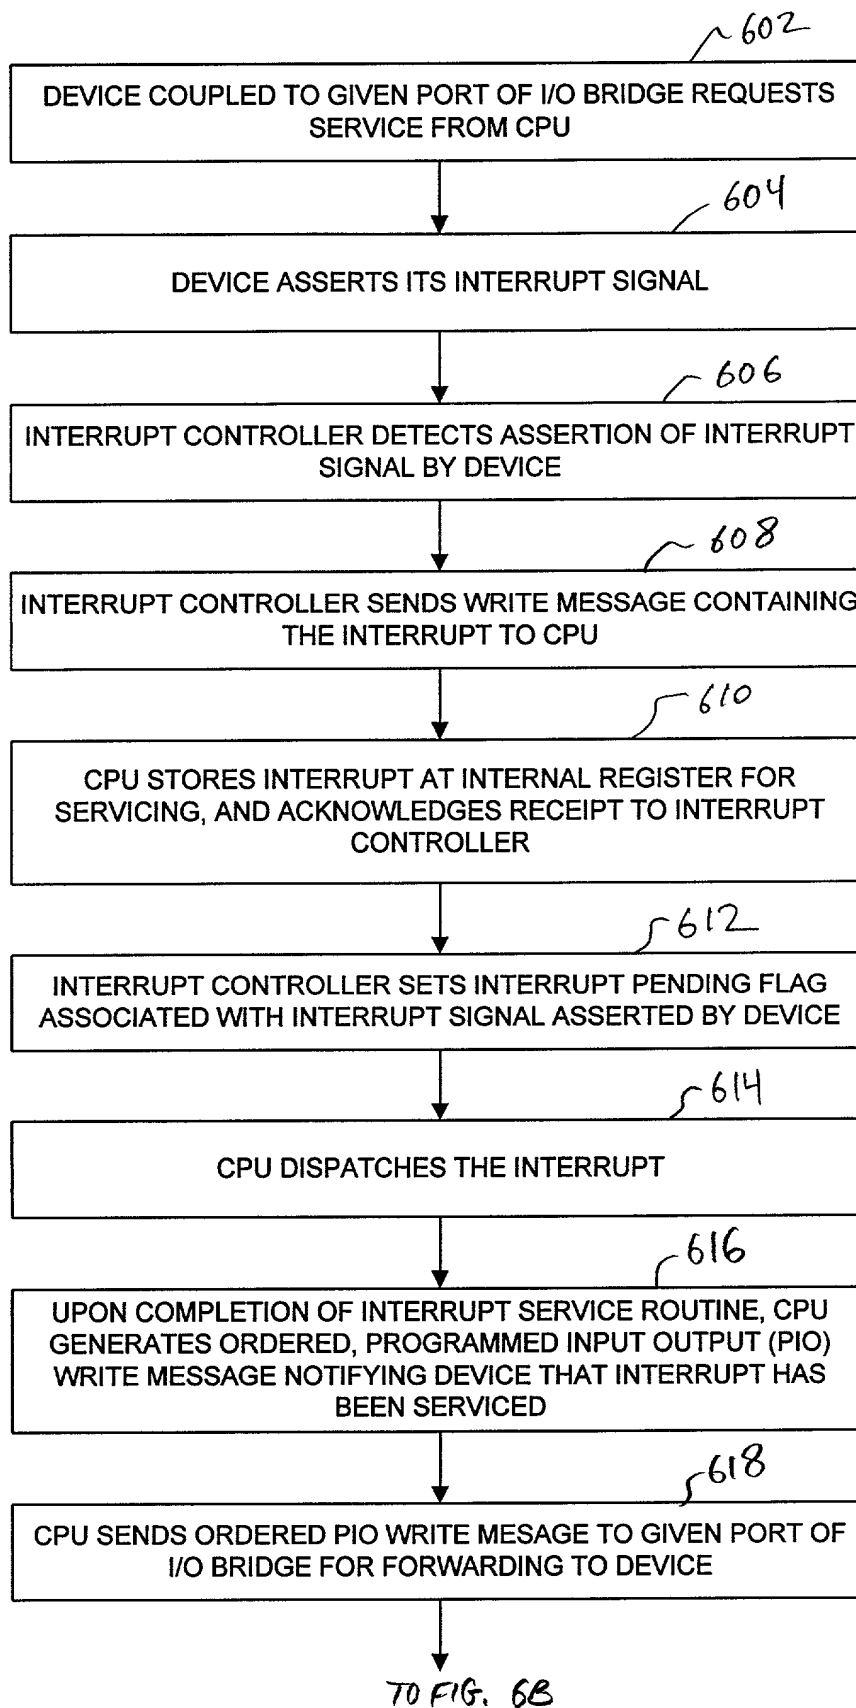 602
DEVICE COUPLED TO GIVEN PORT OF I/O BRIDGE REQUESTS
SERVICE FROM CPU
604
DEVICE ASSERTS ITS INTERRUPT SIGNAL
606
INTERRUPT CONTROLLER DETECTS ASSERTION OF INTERRUPT
SIGNAL BY DEVICE
608
INTERRUPT CONTROLLER SENDS WRITE MESSAGE CONTAINING
THE INTERRUPT TO CPU
610
CPU STORES INTERRUPT AT INTERNAL REGISTER FOR
SERVICING, AND ACKNOWLEDGES RECEIPT TO INTERRUPT
CONTROLLER
612
INTERRUPT CONTROLLER SETS INTERRUPT PENDING FLAG
ASSOCIATED WITH INTERRUPT SIGNAL ASSERTED BY DEVICE
614
CPU DISPATCHES THE INTERRUPT
616
UPON COMPLETION OF INTERRUPT SERVICE ROUTINE, CPU
GENERATES ORDERED, PROGRAMMED INPUT OUTPUT (PIO)
WRITE MESSAGE NOTIFYING DEVICE THAT INTERRUPT HAS
BEEN SERVICED
618
CPU SENDS ORDERED PIO WRITE MESAGE TO GIVEN PORT OF
I/O BRIDGE FOR FORWARDING TO DEVICE
TO FIG. 6B